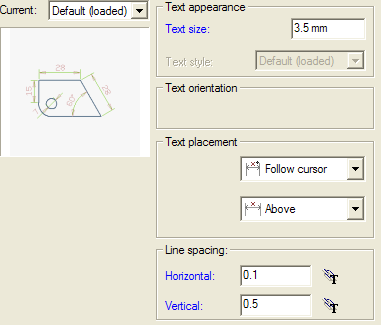 Current: Default (loaded)
28
15
60°
28
Text appearance
Text size: 3.5 mm
Text style: Default (loaded)
Text orientation
Text placement
Follow cursor
Above
Line spacing:
Horizontal: 0.1
Vertical: 0.5